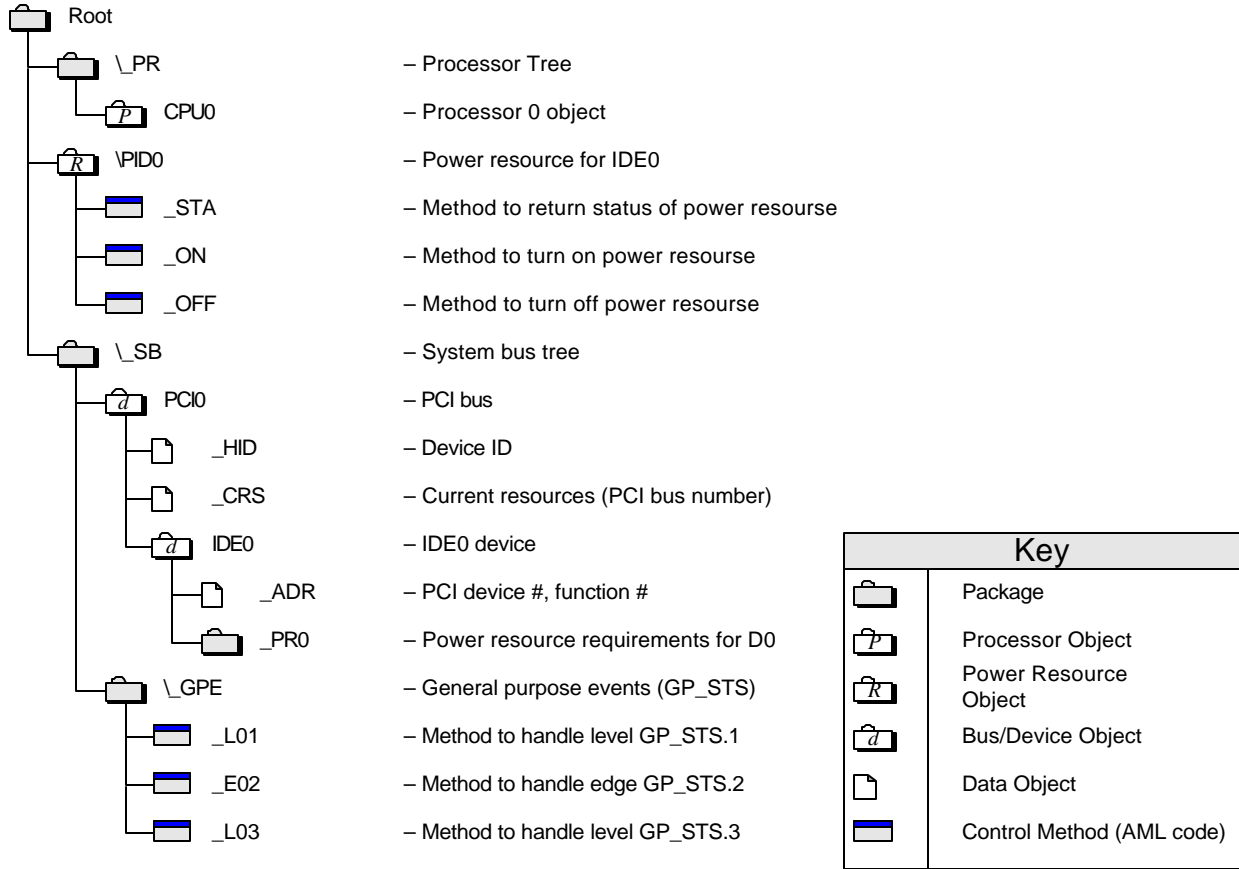 Root
\_PR – Processor Tree
P CPU0 – Processor 0 object
R \PID0 – Power resource for IDE0
_STA – Method to return status of power resourse
_ON – Method to turn on power resourse
_OFF – Method to turn off power resourse
\_SB – System bus tree
d PCI0 – PCI bus
_HID – Device ID
_CRS – Current resources (PCI bus number)
d IDE0 – IDE0 device
_ADR – PCI device #, function #
_PR0 – Power resource requirements for D0
\_GPE – General purpose events (GP_STS)
_L01 – Method to handle level GP_STS.1
_E02 – Method to handle edge GP_STS.2
_L03 – Method to handle level GP_STS.3
Key
Package
P Processor Object
R Power Resource
Object
d Bus/Device Object
Data Object
Control Method (AML code)